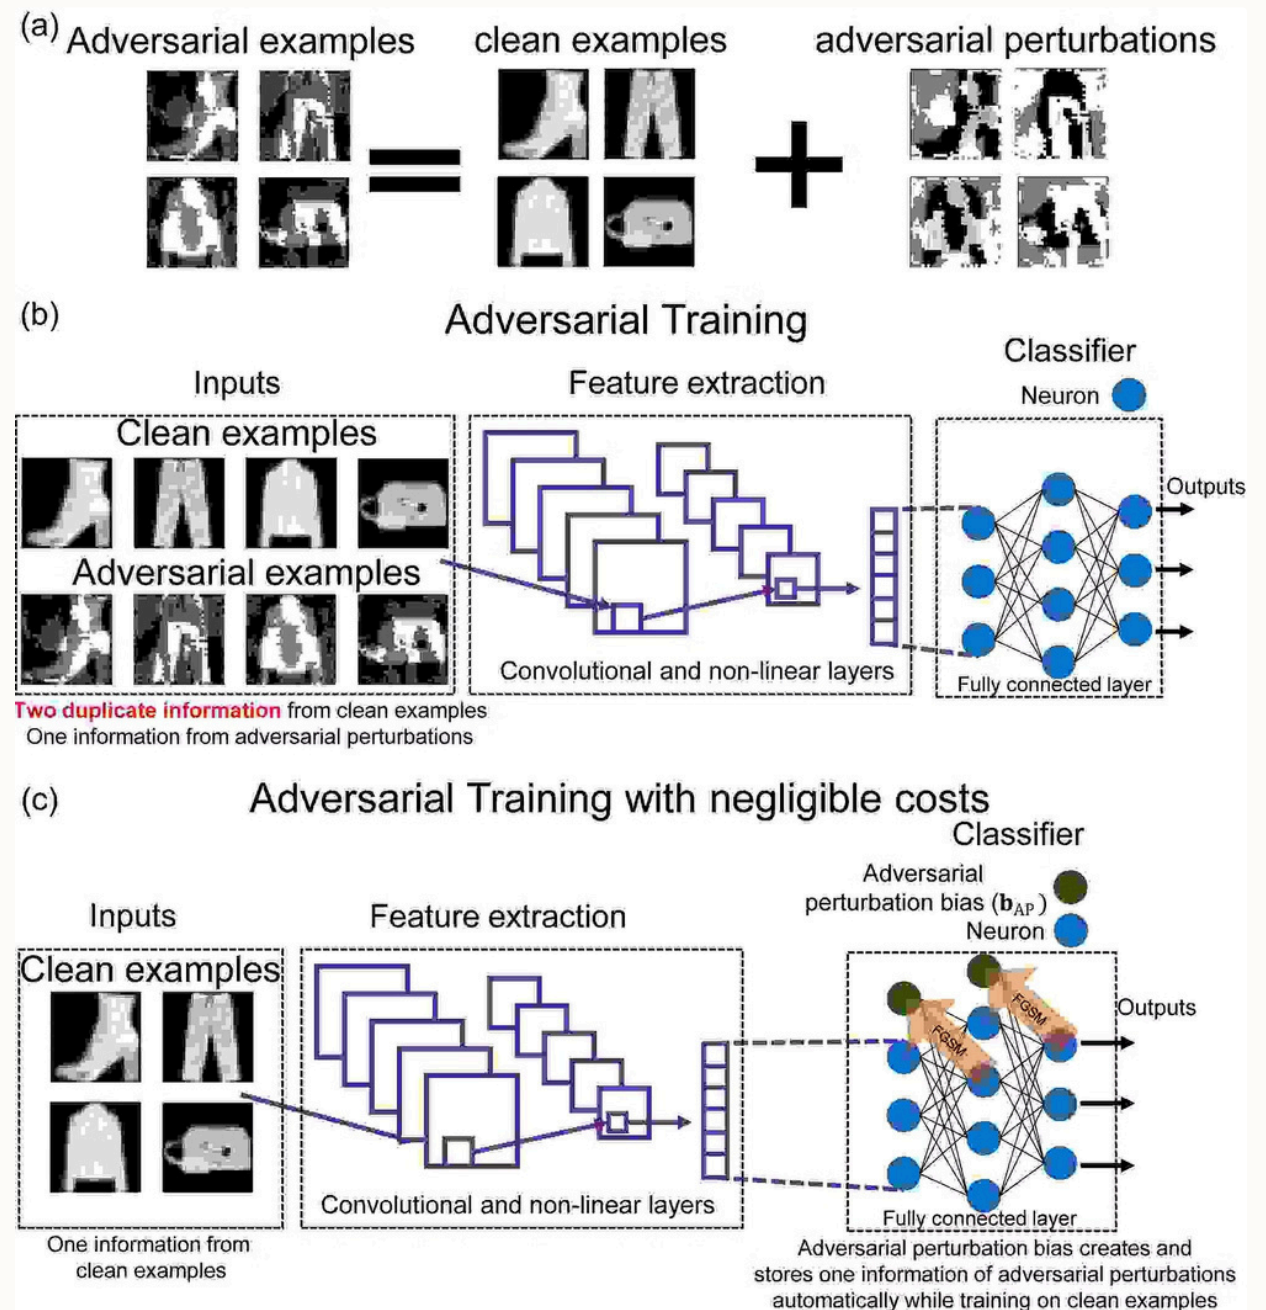 (a)
Adversarial examples
clean examples
adversarial perturbations
(b)
Adversarial Training
Classifier
Inputs
Feature extraction
Neuron
Clean examples
Outputs
Adversarial examples
Convolutional and non-linear layers
Fully connected layer
Two duplicate information from clean examples
One information from adversarial perturbations
(c)
Adversarial Training with negligible costs
Classifier
Adversarial
perturbation bias (b_AP)
Inputs
Feature extraction
Neuron
Clean examples
FGSM
FGSM
Outputs
Convolutional and non-linear layers
Fully connected layer
One information from
clean examples
Adversarial perturbation bias creates and
stores one information of adversarial perturbations
automatically while training on clean examples